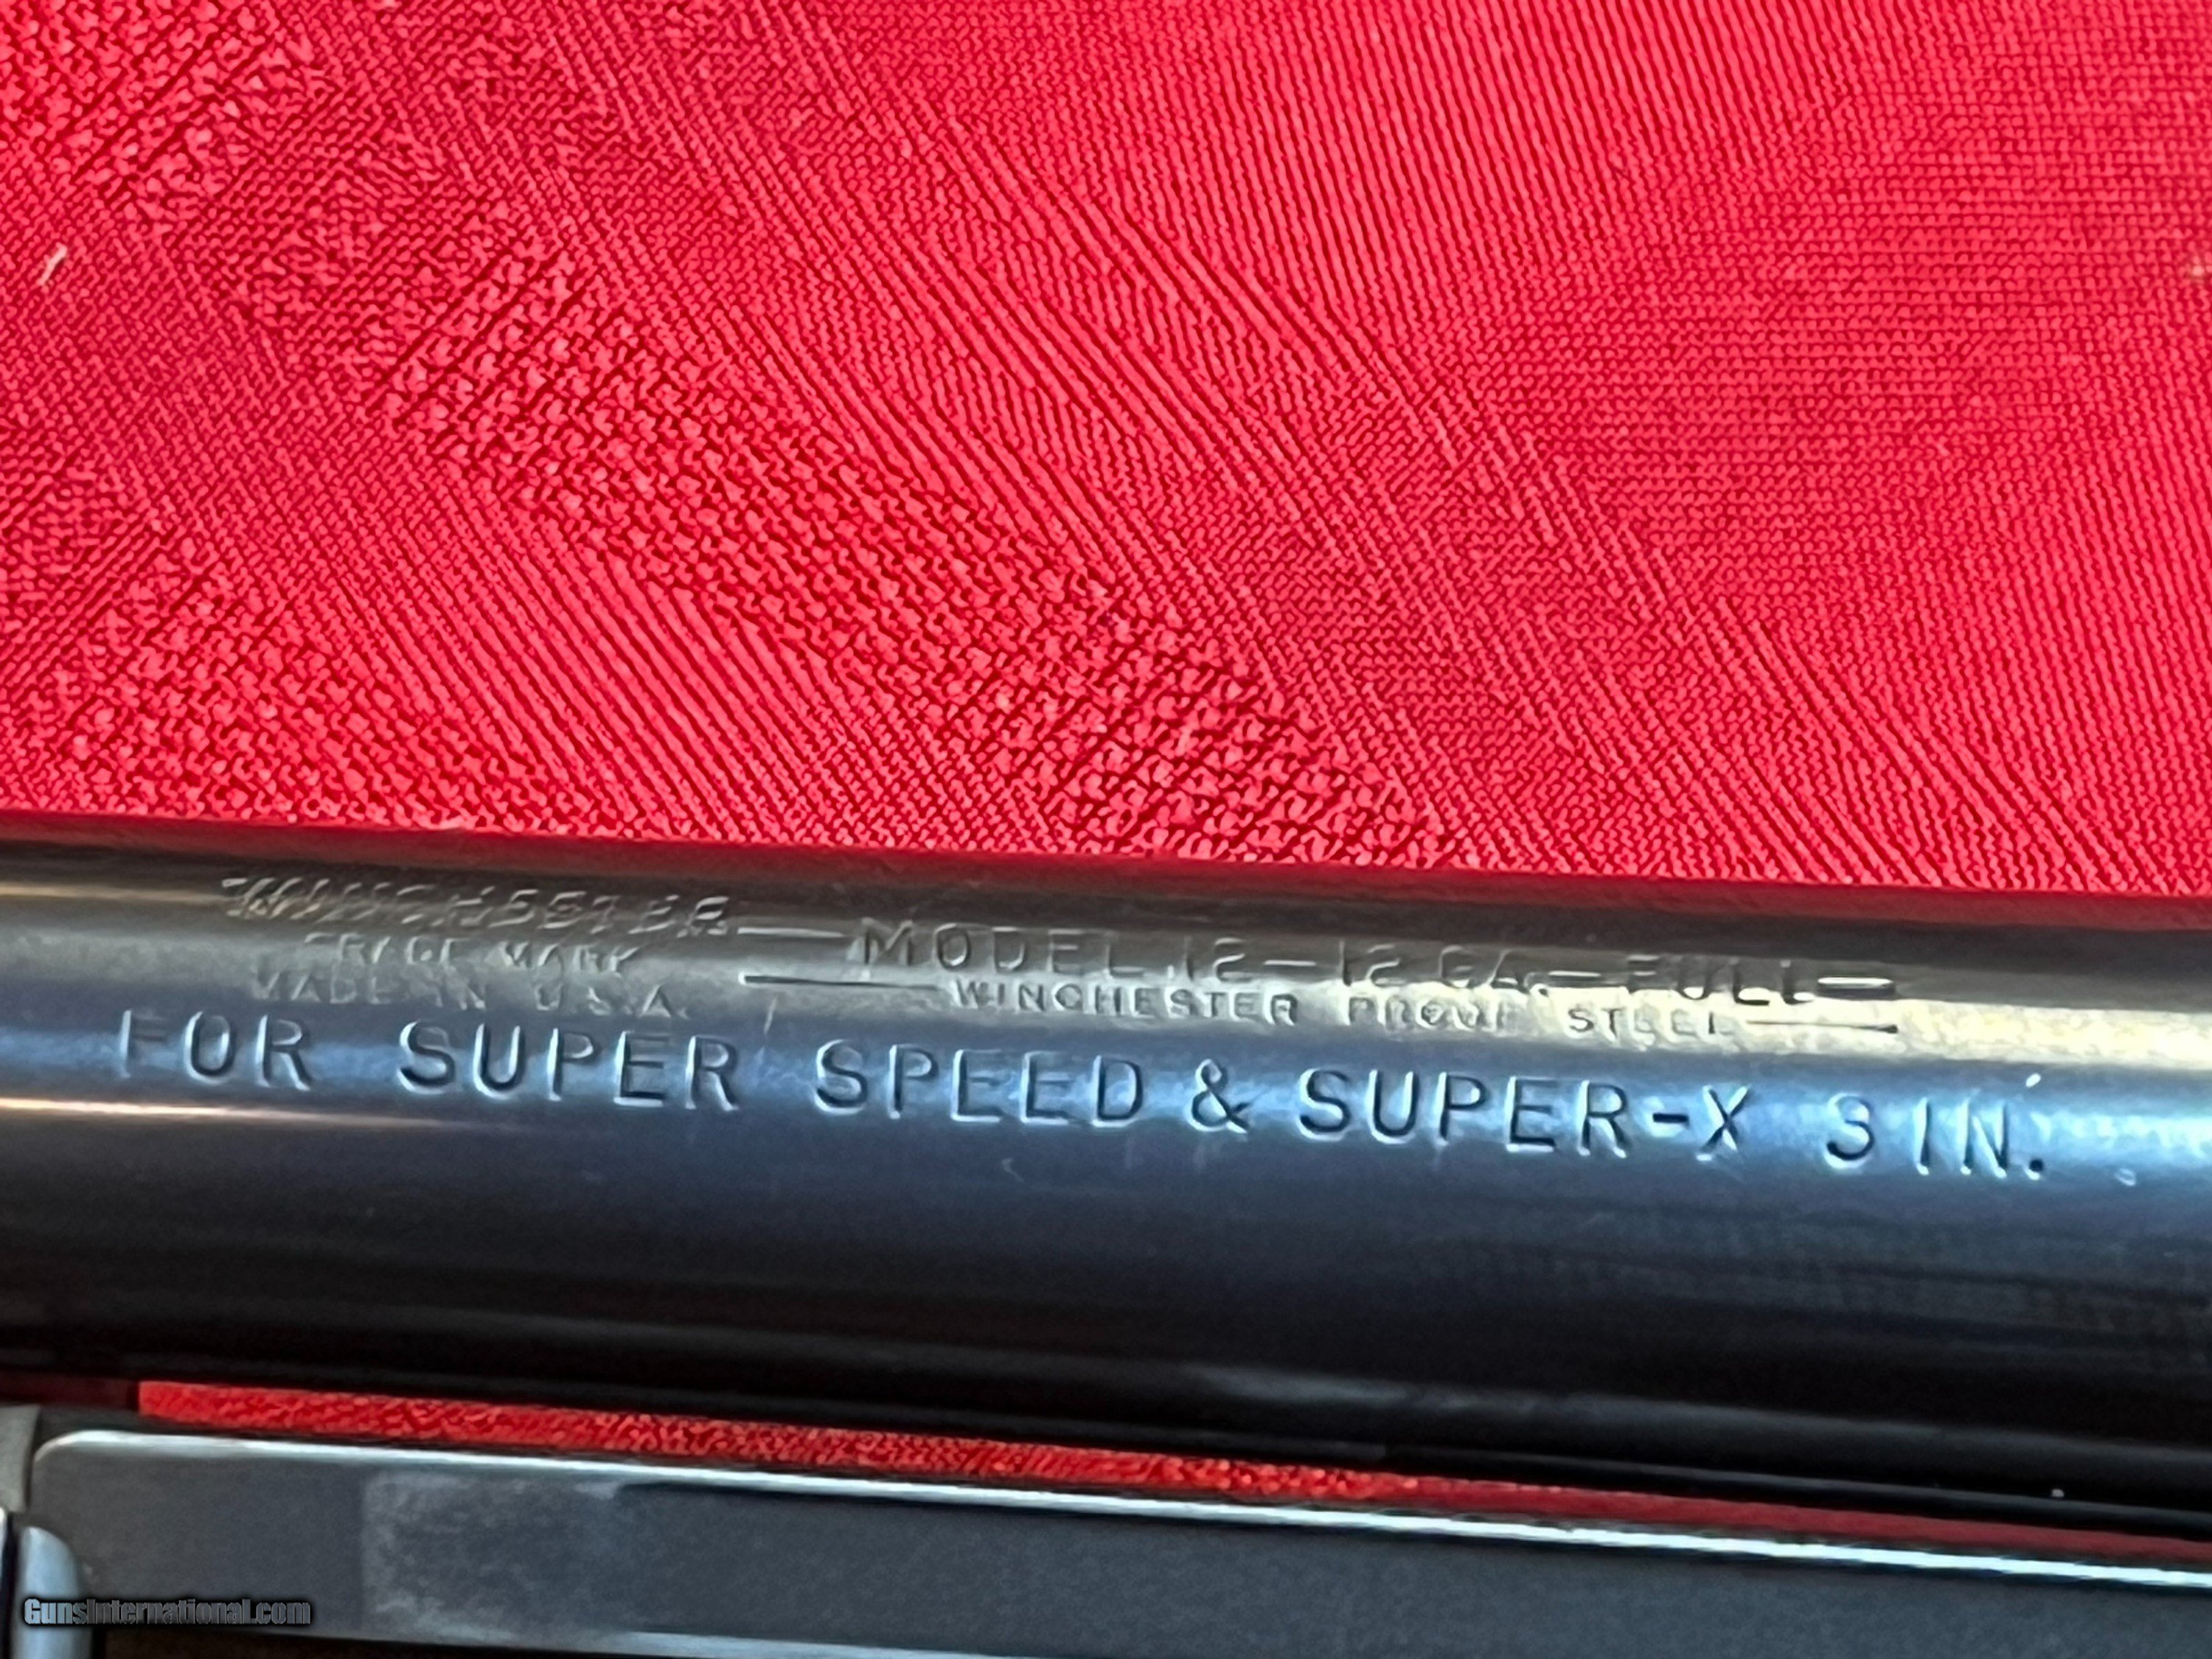 WINCHESTER — MODEL 12 — 12 GA. — FULL —
TRADE MARK
MADE IN U.S.A. — WINCHESTER PROOF STEEL —
FOR SUPER SPEED & SUPER-X 3 IN.
GunsInternational.com